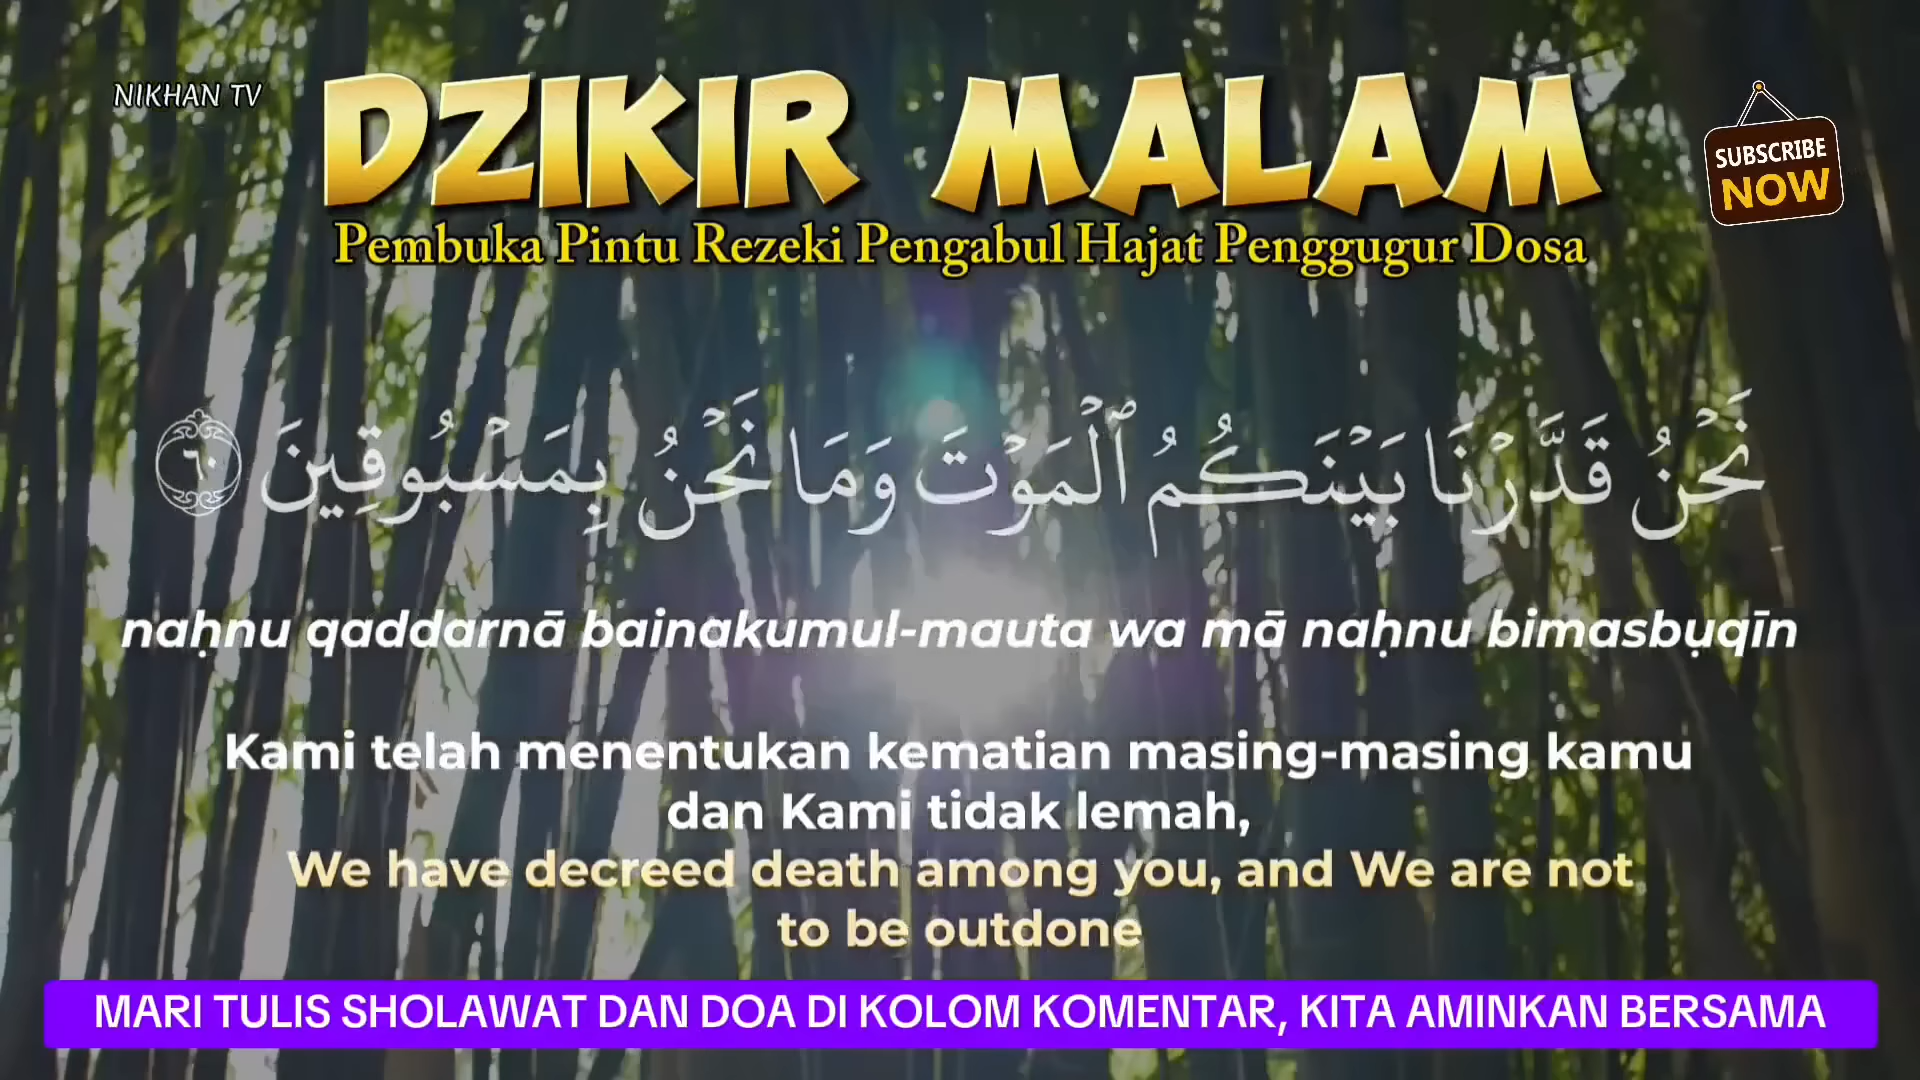 NIKHAN TV
DZIKIR MALAM
SUBSCRIBE
NOW
Pembuka Pintu Rezeki Pengabul Hajat Penggugur Dosa
نَحْنُ قَدَّرْنَا بَيْنَكُمُ ٱلْمَوْتَ وَمَا نَحْنُ بِمَسْبُوقِينَ ٦٠
naḥnu qaddarnā bainakumul-mauta wa mā naḥnu bimasbụqīn
Kami telah menentukan kematian masing-masing kamu
dan Kami tidak lemah,
We have decreed death among you, and We are not
to be outdone
MARI TULIS SHOLAWAT DAN DOA DI KOLOM KOMENTAR, KITA AMINKAN BERSAMA